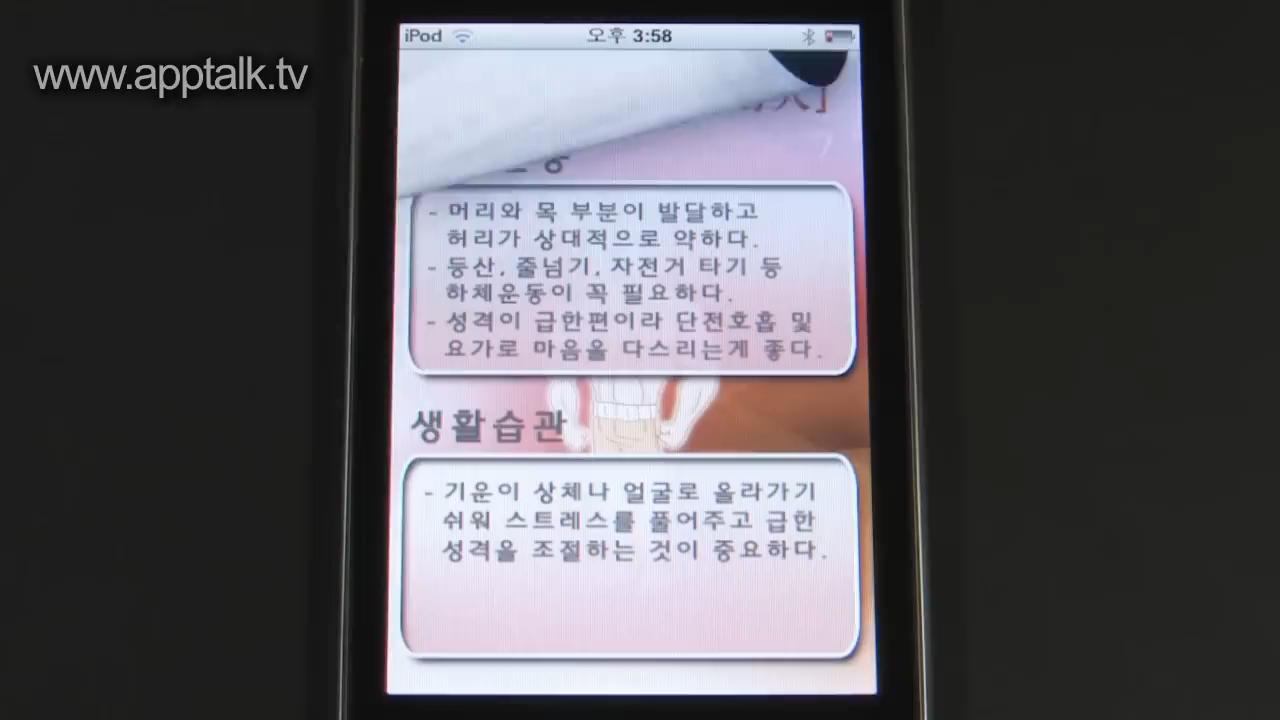 www.apptalk.tv
iPod 오후 3:58
人]
- 머리와 목 부분이 발달하고
허리가 상대적으로 약하다.
- 등산, 줄넘기, 자전거 타기 등
하체운동이 꼭 필요하다.
- 성격이 급한편이라 단전호흡 및
요가로 마음을 다스리는게 좋다.
생활습관
- 기운이 상체나 얼굴로 올라가기
쉬워 스트레스를 풀어주고 급한
성격을 조절하는 것이 중요하다.